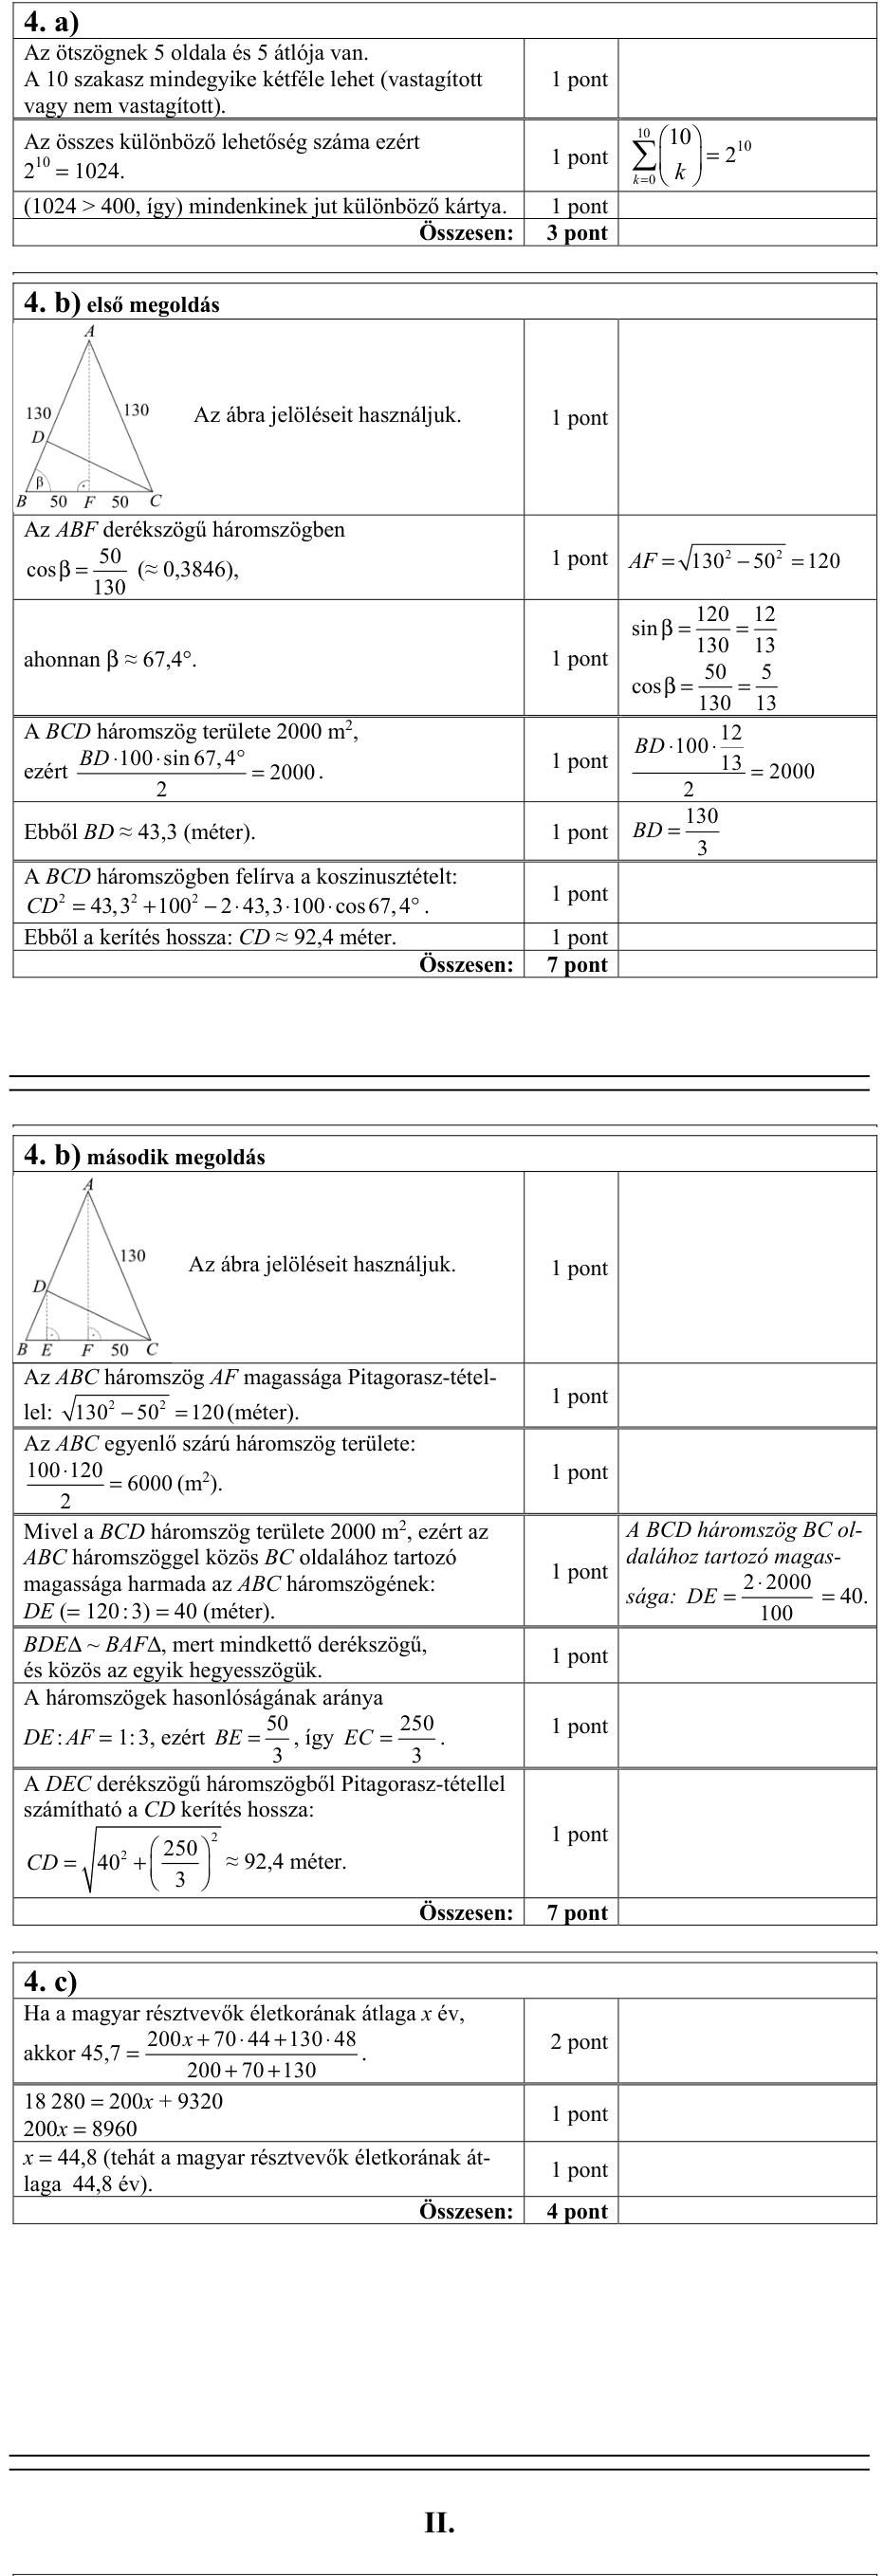 4. a)
Az ötszögnek 5 oldala és 5 átlója van.
A 10 szakasz mindegyike kétféle lehet (vastagított
vagy nem vastagított).
1 pont
Az összes különböző lehetőség száma ezért
2^10 = 1024.
1 pont
∑_{k=0}^{10} (10 k) = 2^10
(1024 > 400, így) mindenkinek jut különböző kártya.
1 pont
Összesen: 3 pont
4. b) első megoldás
A
130
130
D
β
B 50 F 50 C
Az ábra jelöléseit használjuk.
1 pont
Az ABF derékszögű háromszögben
cosβ = 50/130 (≈ 0,3846),
1 pont
AF = √(130² − 50²) = 120
ahonnan β ≈ 67,4°.
1 pont
sinβ = 120/130 = 12/13
cosβ = 50/130 = 5/13
A BCD háromszög területe 2000 m²,
ezért (BD·100·sin 67,4°)/2 = 2000.
1 pont
(BD·100·12/13)/2 = 2000
Ebből BD ≈ 43,3 (méter).
1 pont
BD = 130/3
A BCD háromszögben felírva a koszinusztételt:
CD² = 43,3² + 100² − 2·43,3·100·cos 67,4°.
1 pont
Ebből a kerítés hossza: CD ≈ 92,4 méter.
1 pont
Összesen: 7 pont
4. b) második megoldás
A
130
D
B E F 50 C
Az ábra jelöléseit használjuk.
1 pont
Az ABC háromszög AF magassága Pitagorasz-tétel-
lel: √(130² − 50²) = 120 (méter).
1 pont
Az ABC egyenlő szárú háromszög területe:
(100·120)/2 = 6000 (m²).
1 pont
Mivel a BCD háromszög területe 2000 m², ezért az
ABC háromszöggel közös BC oldalához tartozó
magassága harmada az ABC háromszögének:
DE (= 120 : 3) = 40 (méter).
1 pont
A BCD háromszög BC ol-
dalához tartozó magas-
sága: DE = (2·2000)/100 = 40.
BDEΔ ~ BAFΔ, mert mindkettő derékszögű,
és közös az egyik hegyesszögük.
1 pont
A háromszögek hasonlóságának aránya
DE : AF = 1 : 3, ezért BE = 50/3, így EC = 250/3.
1 pont
A DEC derékszögű háromszögből Pitagorasz-tétellel
számítható a CD kerítés hossza:
CD = √(40² + (250/3)²) ≈ 92,4 méter.
1 pont
Összesen: 7 pont
4. c)
Ha a magyar résztvevők életkorának átlaga x év,
akkor 45,7 = (200x + 70·44 + 130·48)/(200 + 70 + 130).
2 pont
18 280 = 200x + 9320
200x = 8960
1 pont
x = 44,8 (tehát a magyar résztvevők életkorának át-
laga 44,8 év).
1 pont
Összesen: 4 pont
II.